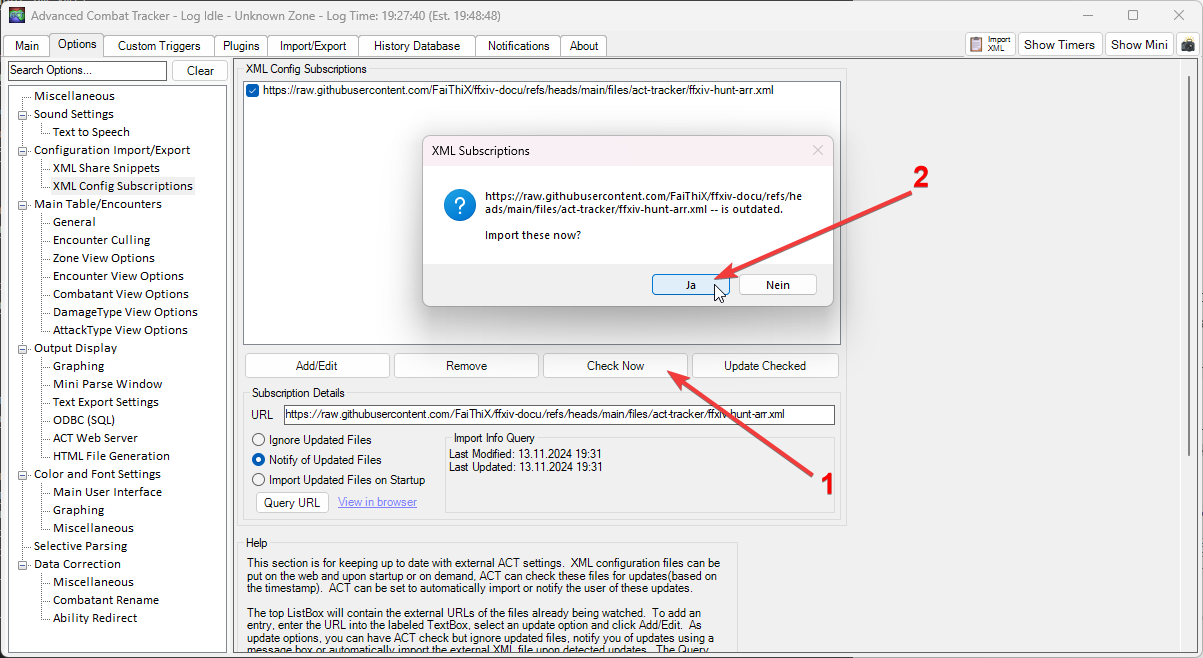 Advanced Combat Tracker - Log Idle - Unknown Zone - Log Time: 19:27:40 (Est. 19:48:48)
Main Options Custom Triggers Plugins Import/Export History Database Notifications About
Import XML Show Timers Show Mini
Search Options... Clear
Miscellaneous
Sound Settings
Text to Speech
Configuration Import/Export
XML Share Snippets
XML Config Subscriptions
Main Table/Encounters
General
Encounter Culling
Zone View Options
Encounter View Options
Combatant View Options
DamageType View Options
AttackType View Options
Output Display
Graphing
Mini Parse Window
Text Export Settings
ODBC (SQL)
ACT Web Server
HTML File Generation
Color and Font Settings
Main User Interface
Graphing
Miscellaneous
Selective Parsing
Data Correction
Miscellaneous
Combatant Rename
Ability Redirect
XML Config Subscriptions
https://raw.githubusercontent.com/FaiThiX/ffxiv-docu/refs/heads/main/files/act-tracker/ffxiv-hunt-arr.xml
XML Subscriptions
https://raw.githubusercontent.com/FaiThiX/ffxiv-docu/refs/he
ads/main/files/act-tracker/ffxiv-hunt-arr.xml -- is outdated.
Import these now?
Ja Nein
2
Add/Edit Remove Check Now Update Checked
Subscription Details
URL https://raw.githubusercontent.com/FaiThiX/ffxiv-docu/refs/heads/main/files/act-tracker/ffxiv-hunt-arr.xml
Ignore Updated Files
Notify of Updated Files
Import Updated Files on Startup
Query URL View in browser
Import Info Query
Last Modified: 13.11.2024 19:31
Last Updated: 13.11.2024 19:31
1
Help
This section is for keeping up to date with external ACT settings. XML configuration files can be
put on the web and upon startup or on demand, ACT can check these files for updates(based on
the timestamp). ACT can be set to automatically import or notify the user of these updates.
The top ListBox will contain the external URLs of the files already being watched. To add an
entry, enter the URL into the labeled TextBox, select an update option and click Add/Edit. As
update options, you can have ACT check but ignore updated files, notify you of updates using a
message box or automatically import the external XML file upon detected updates. The Query